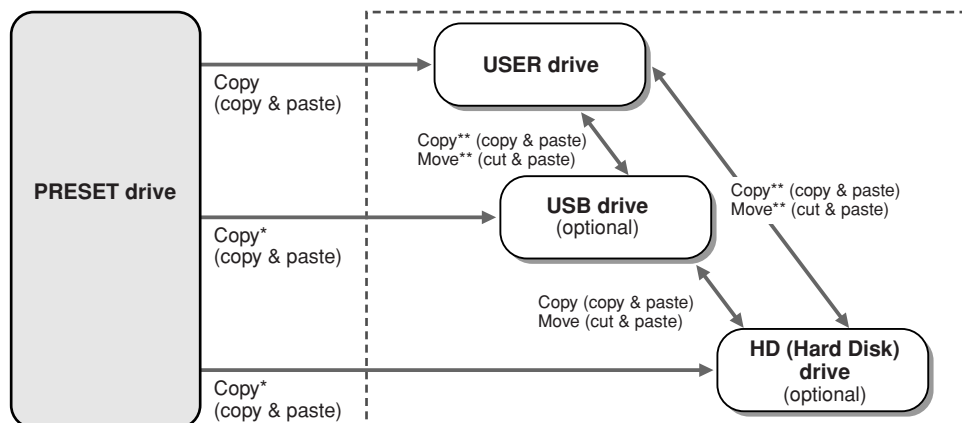 PRESET drive
Copy
(copy & paste)
USER drive
Copy** (copy & paste)
Move** (cut & paste)
Copy** (copy & paste)
Move** (cut & paste)
Copy*
(copy & paste)
USB drive
(optional)
Copy (copy & paste)
Move (cut & paste)
Copy*
(copy & paste)
HD (Hard Disk)
drive
(optional)